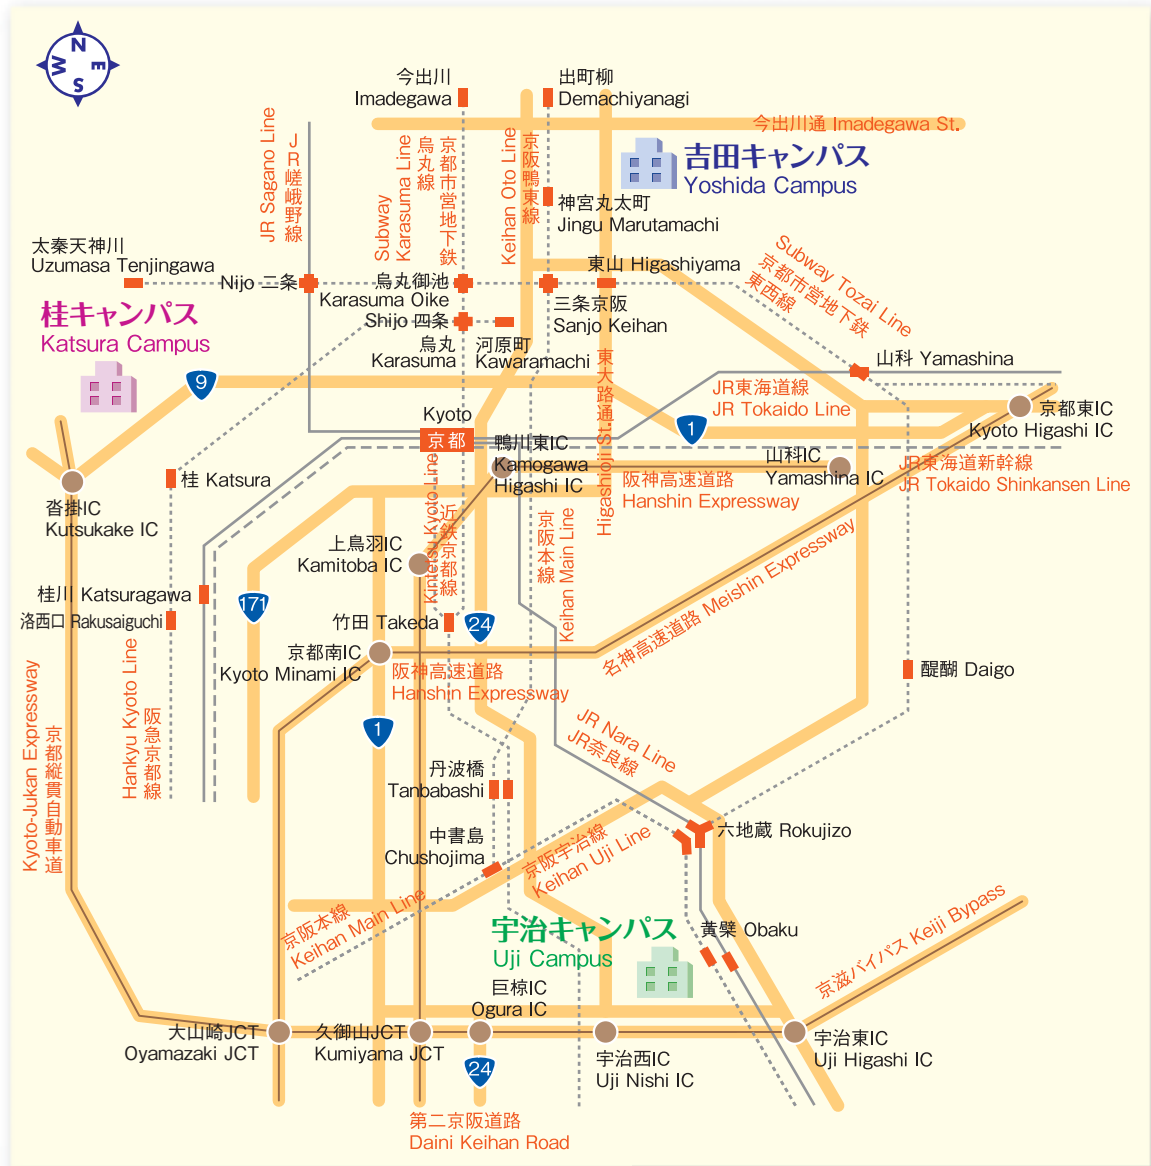 N
E
S
W
今出川
Imadegawa
出町柳
Demachiyanagi
今出川通 Imadegawa St.
JR Sagano Line
JR嵯峨野線
Subway
Karasuma Line
烏丸線
京都市営地下鉄
Keihan Oto Line
京阪鴨東線
吉田キャンパス
Yoshida Campus
神宮丸太町
Jingu Marutamachi
太秦天神川
Uzumasa Tenjingawa
Nijo 二条
烏丸御池
Karasuma Oike
東山 Higashiyama
三条京阪
Sanjo Keihan
Subway Tozai Line
京都市営地下鉄
東西線
桂キャンパス
Katsura Campus
Shijo 四条
烏丸
Karasuma
河原町
Kawaramachi
山科 Yamashina
9
東大路通
Higashioji St.
JR東海道線
JR Tokaido Line
1
京都東IC
Kyoto Higashi IC
Kyoto
京都
鴨川東IC
Kamogawa
Higashi IC
山科IC
Yamashina IC
阪神高速道路
Hanshin Expressway
JR東海道新幹線
JR Tokaido Shinkansen Line
桂 Katsura
沓掛IC
Kutsukake IC
Kintetsu Kyoto Line
近鉄京都線
京阪本線
Keihan Main Line
上鳥羽IC
Kamitoba IC
桂川 Katsuragawa
洛西口 Rakusaiguchi
171
竹田 Takeda
24
名神高速道路 Meishin Expressway
京都南IC
Kyoto Minami IC
阪神高速道路
Hanshin Expressway
醍醐 Daigo
Kyoto-Jukan Expressway
京都縦貫自動車道
Hankyu Kyoto Line
阪急京都線
1
JR Nara Line
JR奈良線
丹波橋
Tanbabashi
中書島
Chushojima
京阪宇治線
Keihan Uji Line
六地蔵 Rokujizo
京阪本線
Keihan Main Line
宇治キャンパス
Uji Campus
黄檗 Obaku
京滋バイパス Keiji Bypass
巨椋IC
Ogura IC
大山崎JCT
Oyamazaki JCT
久御山JCT
Kumiyama JCT
宇治西IC
Uji Nishi IC
宇治東IC
Uji Higashi IC
24
第二京阪道路
Daini Keihan Road